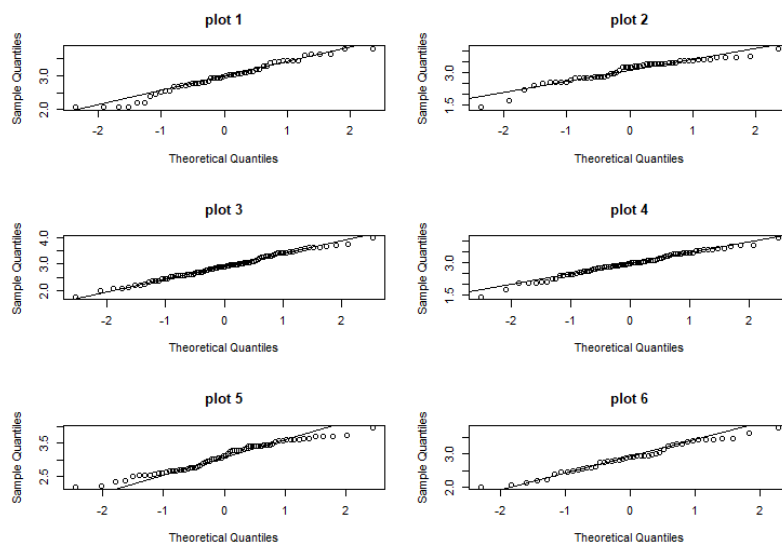 plot 1
Sample Quantiles
2.0 3.0
-2 -1 0 1 2
Theoretical Quantiles
plot 2
Sample Quantiles
1.5 3.0
-2 -1 0 1 2
Theoretical Quantiles
plot 3
Sample Quantiles
2.0 3.0 4.0
-2 -1 0 1 2
Theoretical Quantiles
plot 4
Sample Quantiles
1.5 3.0
-2 -1 0 1 2
Theoretical Quantiles
plot 5
Sample Quantiles
2.5 3.5
-2 -1 0 1 2
Theoretical Quantiles
plot 6
Sample Quantiles
2.0 3.0
-2 -1 0 1 2
Theoretical Quantiles